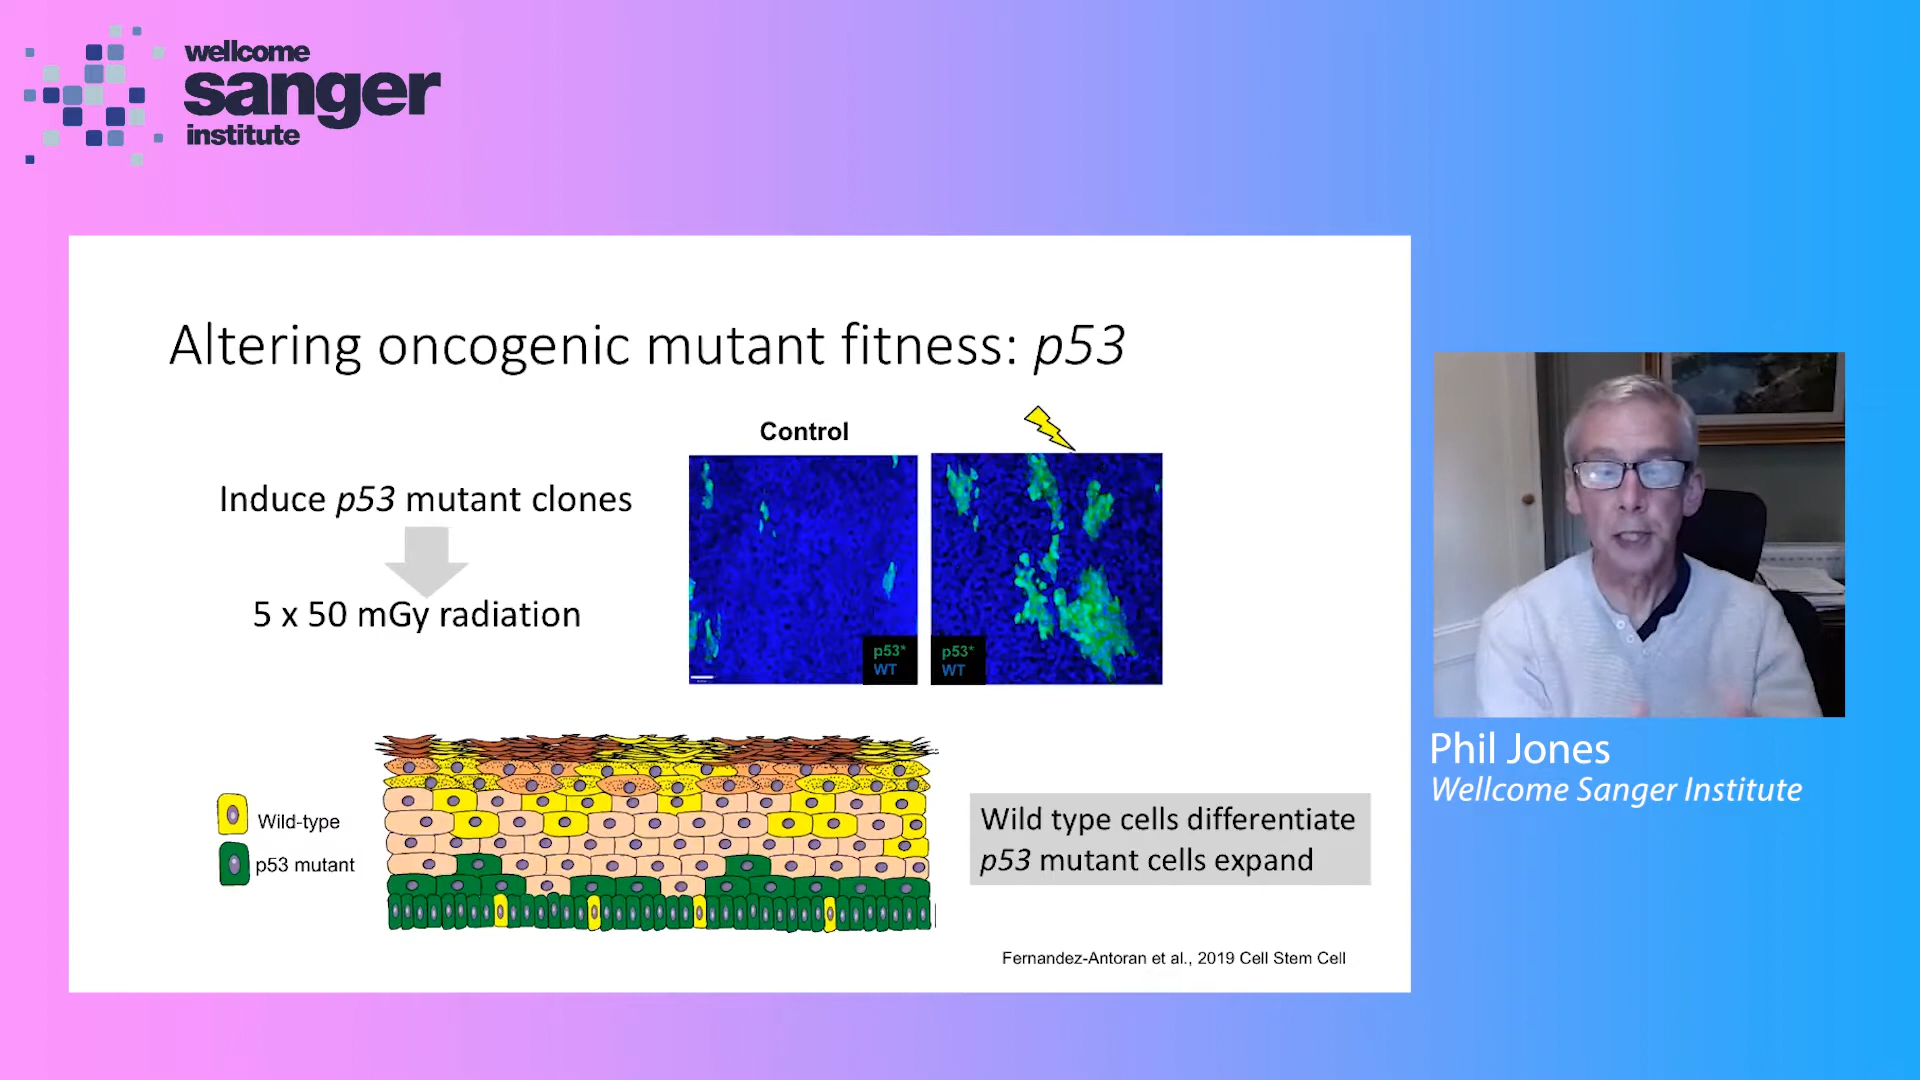 wellcome
sanger
institute
Altering oncogenic mutant fitness: p53
Control
Induce p53 mutant clones
5 x 50 mGy radiation
p53*
WT
p53*
WT
Wild-type
p53 mutant
Wild type cells differentiate
p53 mutant cells expand
Fernandez-Antoran et al., 2019 Cell Stem Cell
Phil Jones
Wellcome Sanger Institute